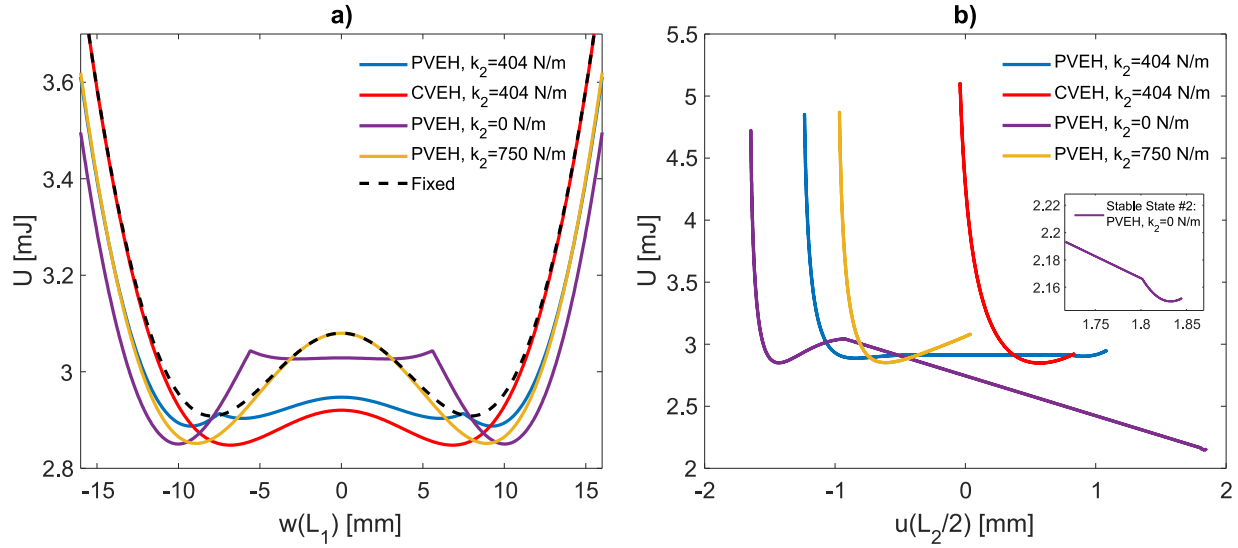 a)
U [mJ]
3.6
3.4
3.2
3
2.8
-15
-10
-5
0
5
10
15
w(L₁) [mm]
PVEH, k₂=404 N/m
CVEH, k₂=404 N/m
PVEH, k₂=0 N/m
PVEH, k₂=750 N/m
Fixed
b)
U [mJ]
5.5
5
4.5
4
3.5
3
2.5
2
-2
-1
0
1
2
u(L₂/2) [mm]
PVEH, k₂=404 N/m
CVEH, k₂=404 N/m
PVEH, k₂=0 N/m
PVEH, k₂=750 N/m
2.22
2.2
2.18
2.16
1.75
1.8
1.85
Stable State #2:
PVEH, k₂=0 N/m